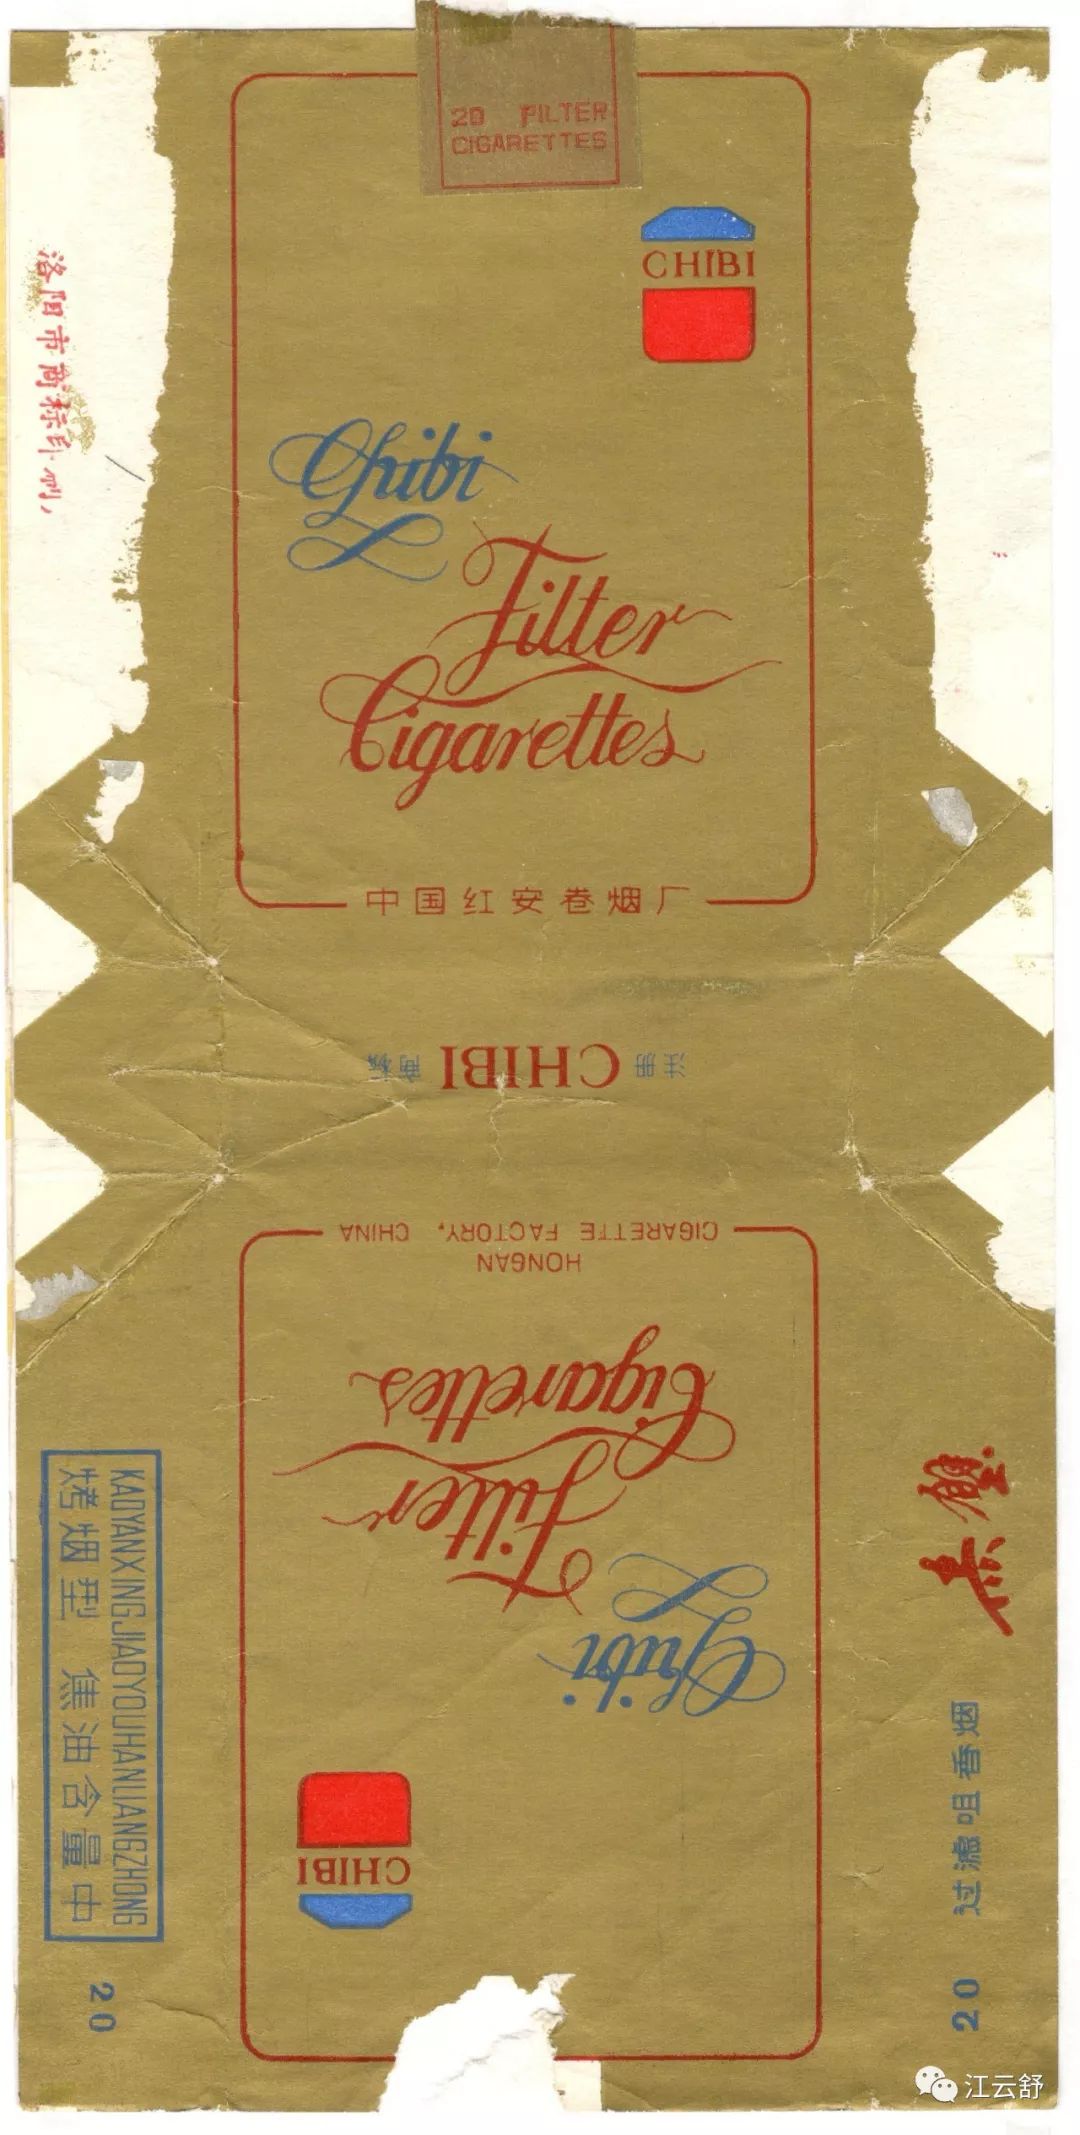 20 FILTER
CIGARETTES
CHIBI
洛阳市商标印刷
Chibi
Filter
Cigarettes
中国红安卷烟厂
注册 CHIBI 商标
HONGAN
CIGARETTE FACTORY, CHINA
Cigarettes
Filter
Chibi
CHIBI
KAOYANXINGJIAOYOUHANLIANGZHONG
烤烟型 焦油含量中
20
赤壁
20 过滤咀香烟
江云舒